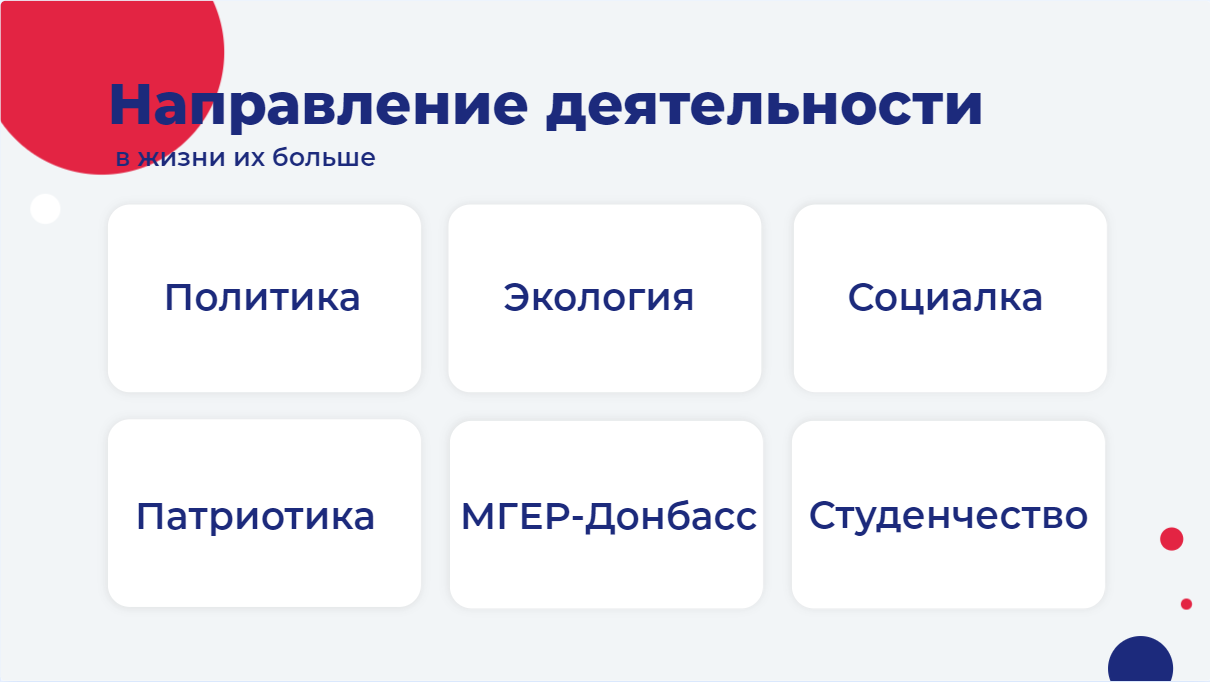 Направление деятельности
в жизни их больше
Политика
Экология
Социалка
Патриотика
МГЕР-Донбасс
Студенчество